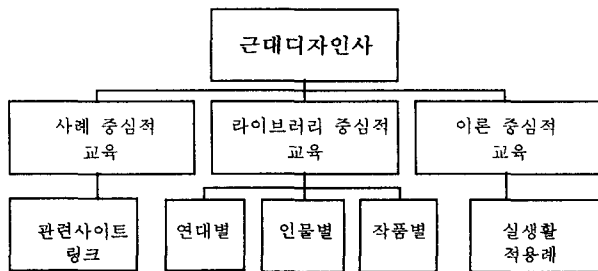 근대디자인사
사례 중심적
교육
라이브러리 중심적
교육
이론 중심적
교육
관련사이트
링크
연대별
인물별
작품별
실생활
적용례